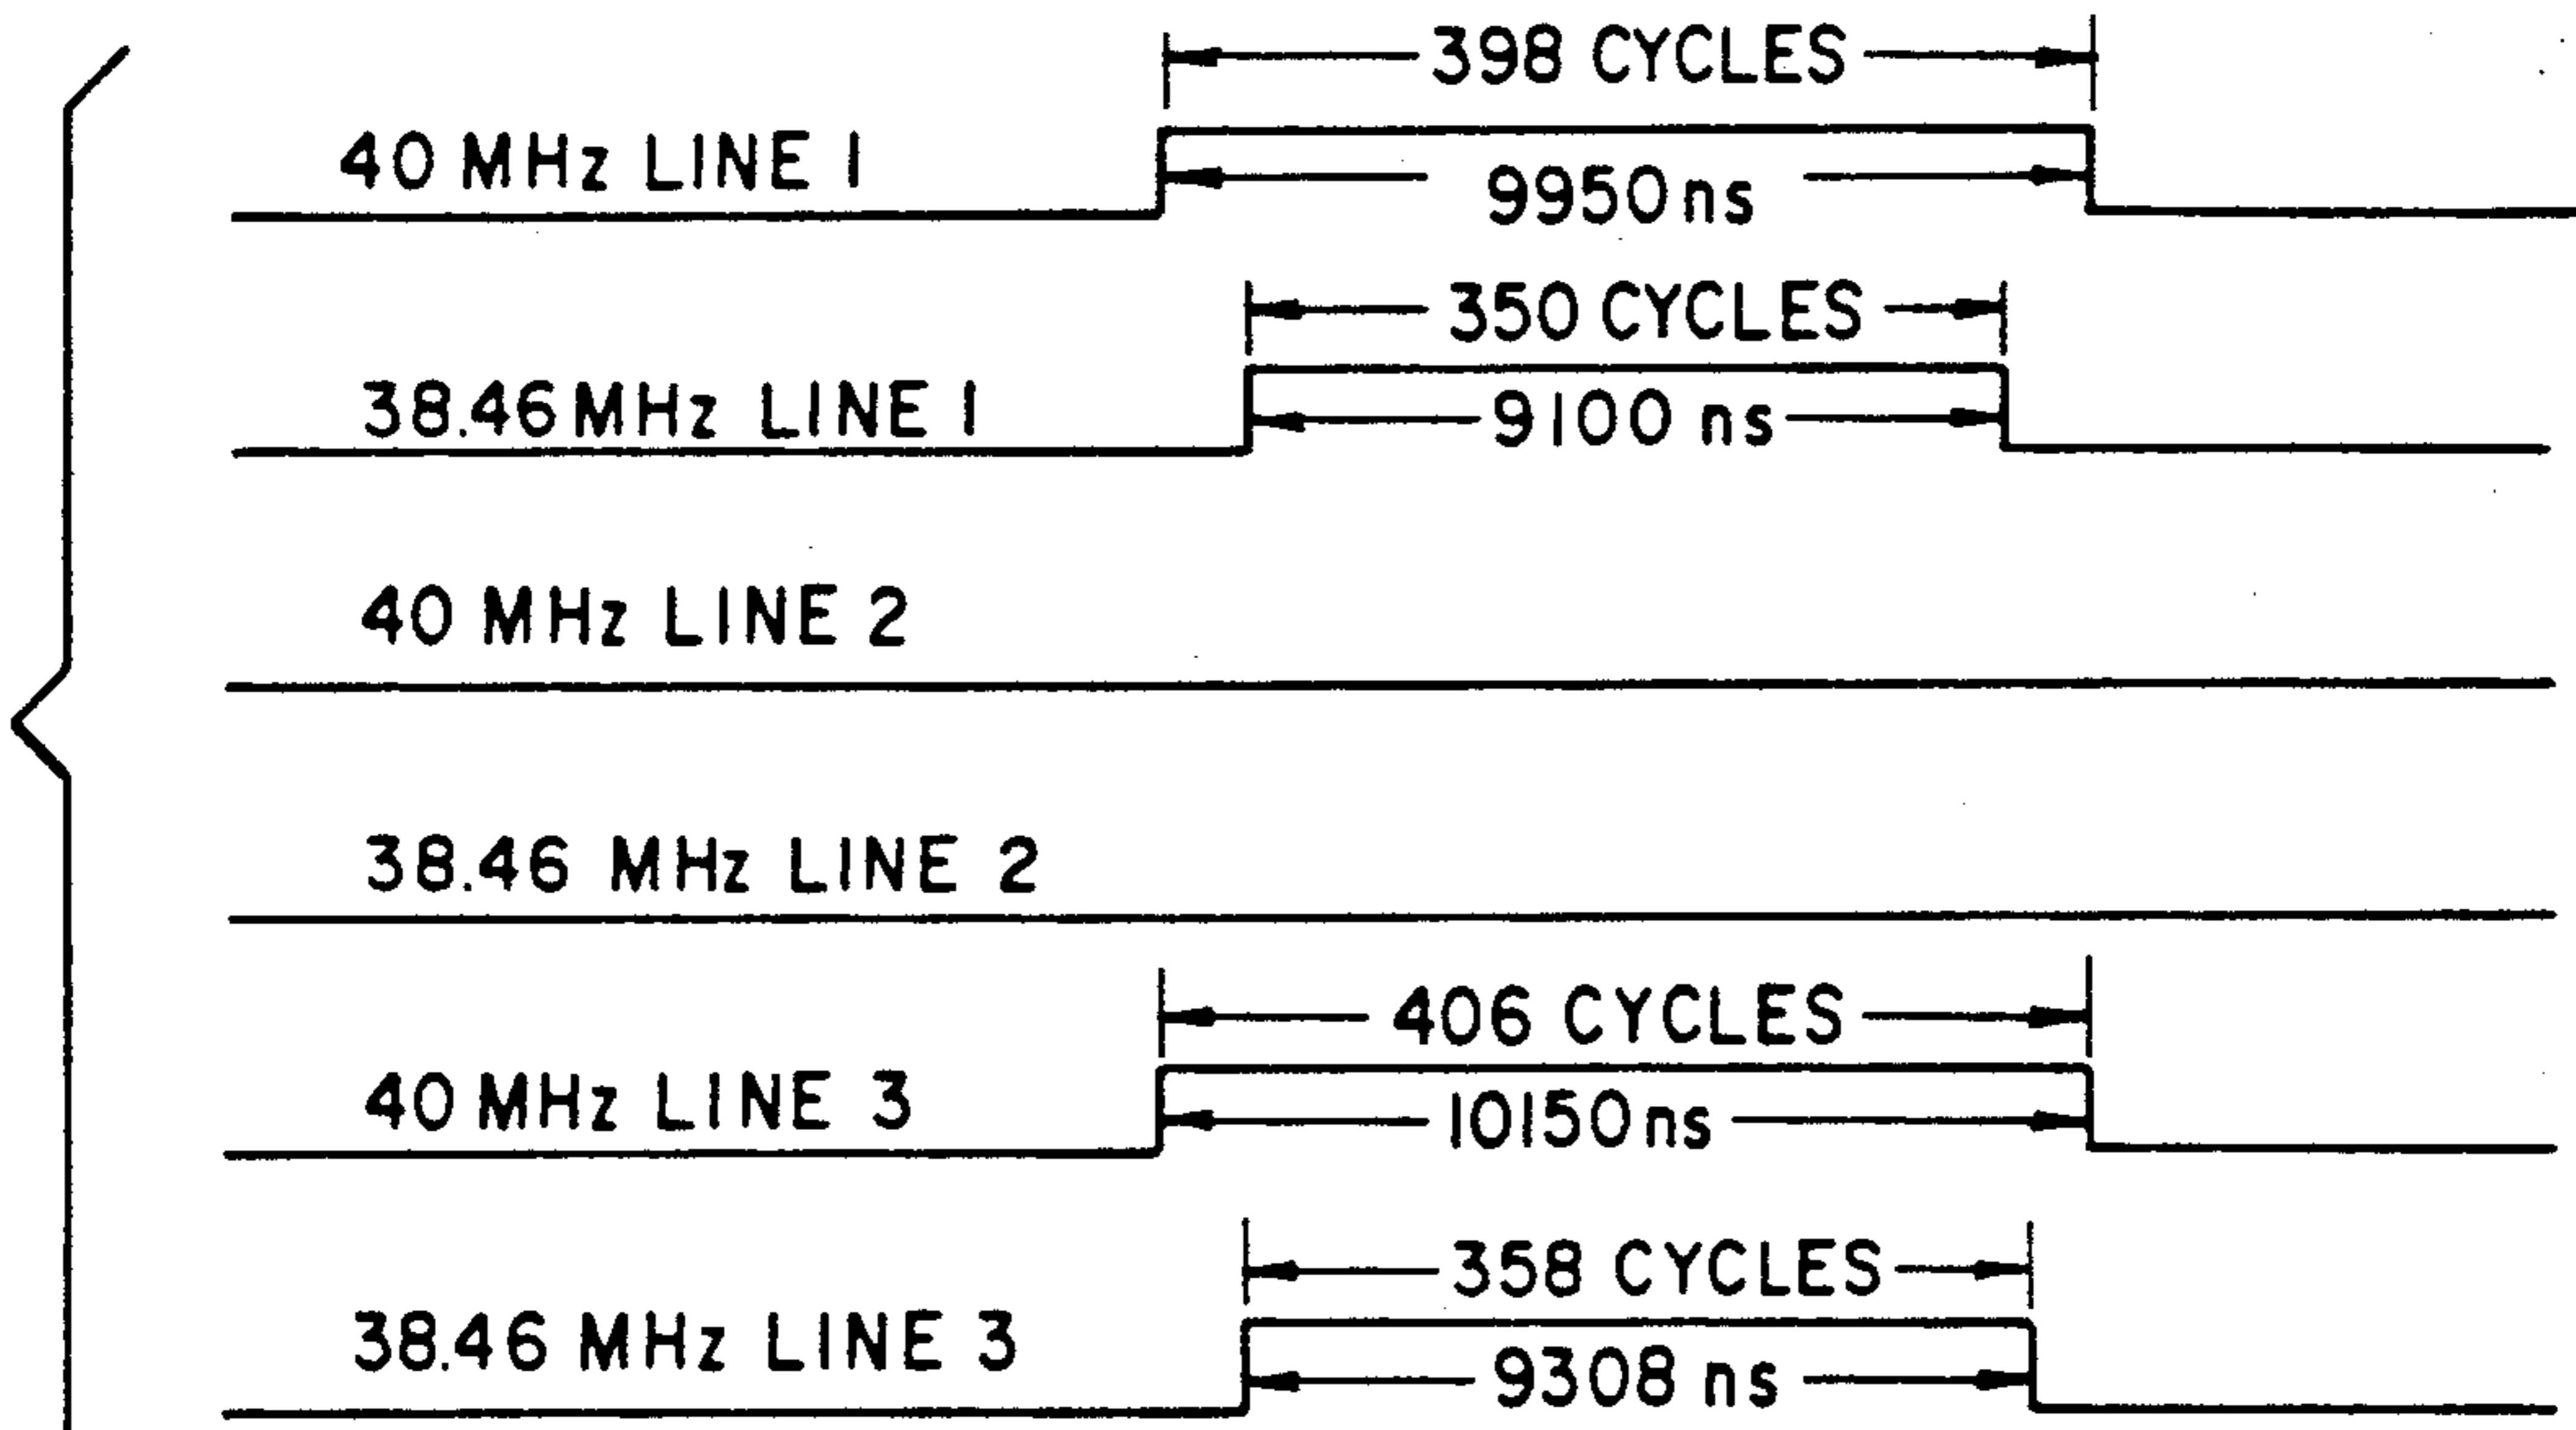 398 CYCLES
40 MHz LINE 1
9950 ns
350 CYCLES
38.46 MHz LINE 1
9100 ns
40 MHz LINE 2
38.46 MHz LINE 2
406 CYCLES
40 MHz LINE 3
10150 ns
358 CYCLES
38.46 MHz LINE 3
9308 ns